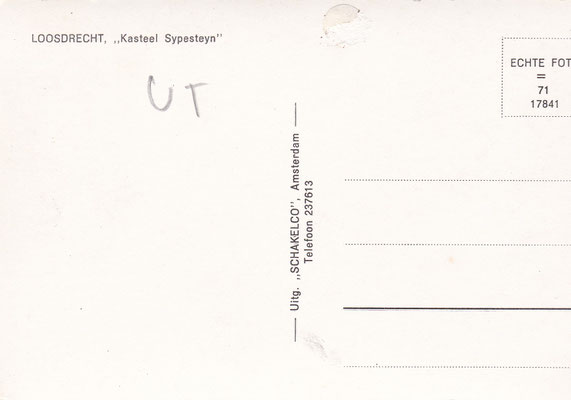 LOOSDRECHT, „Kasteel Sypesteyn"
UT
ECHTE FOT
=
71
17841
Uitg. „SCHAKELCO", Amsterdam
Telefoon 237613